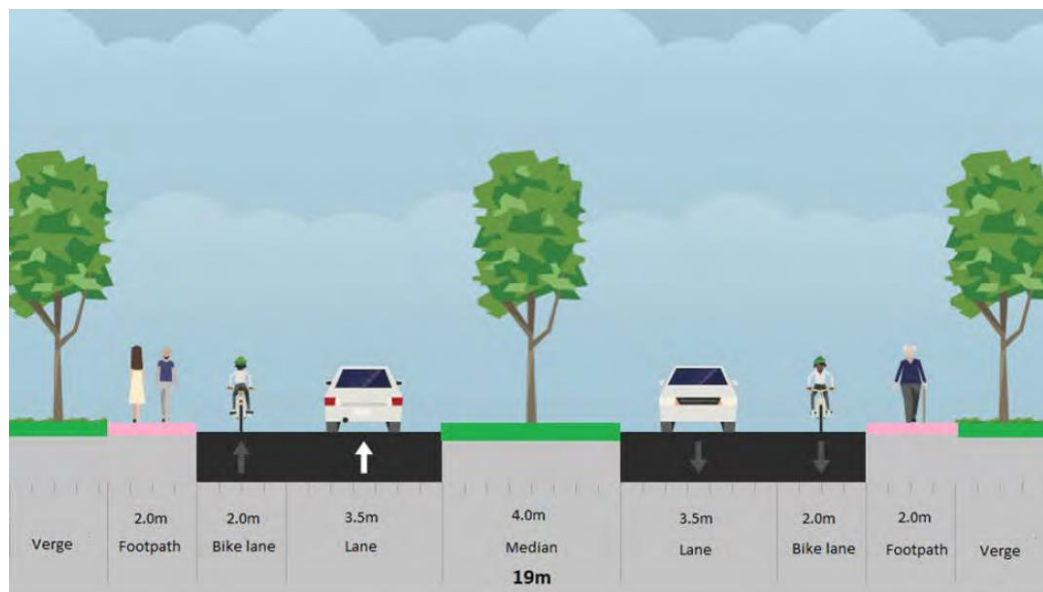 2.0m
2.0m
3.5m
4.0m
3.5m
2.0m
2.0m
Verge
Footpath
Bike lane
Lane
Median
Lane
Bike lane
Footpath
Verge
19m